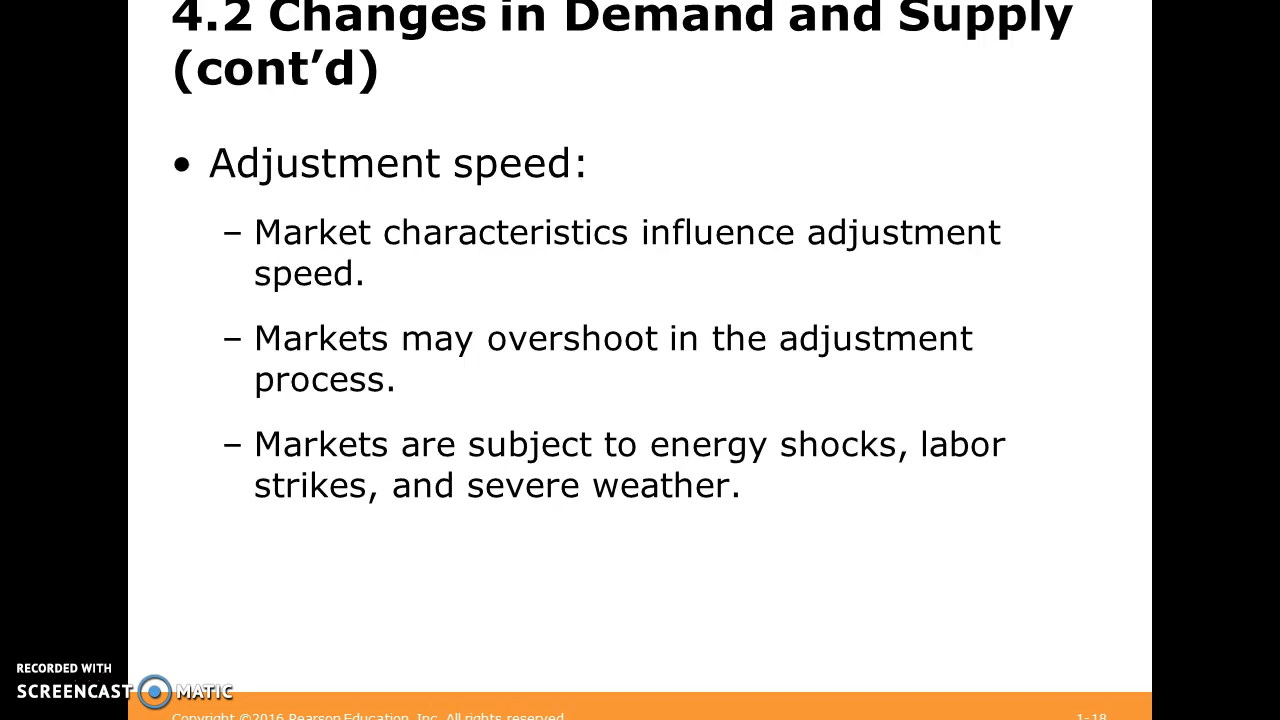 4.2 Changes in Demand and Supply
(cont’d)
• Adjustment speed:
– Market characteristics influence adjustment
speed.
– Markets may overshoot in the adjustment
process.
– Markets are subject to energy shocks, labor
strikes, and severe weather.
RECORDED WITH
SCREENCAST MATIC
Copyright ©2016 Pearson Education, Inc. All rights reserved.
1-18